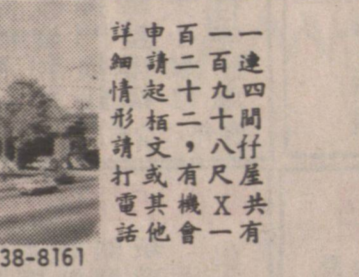 一連四間仔屋共有
一百九十八尺X一
百二十二，有機會
申請起栢文或其他
詳細情形請打電話
38-8161